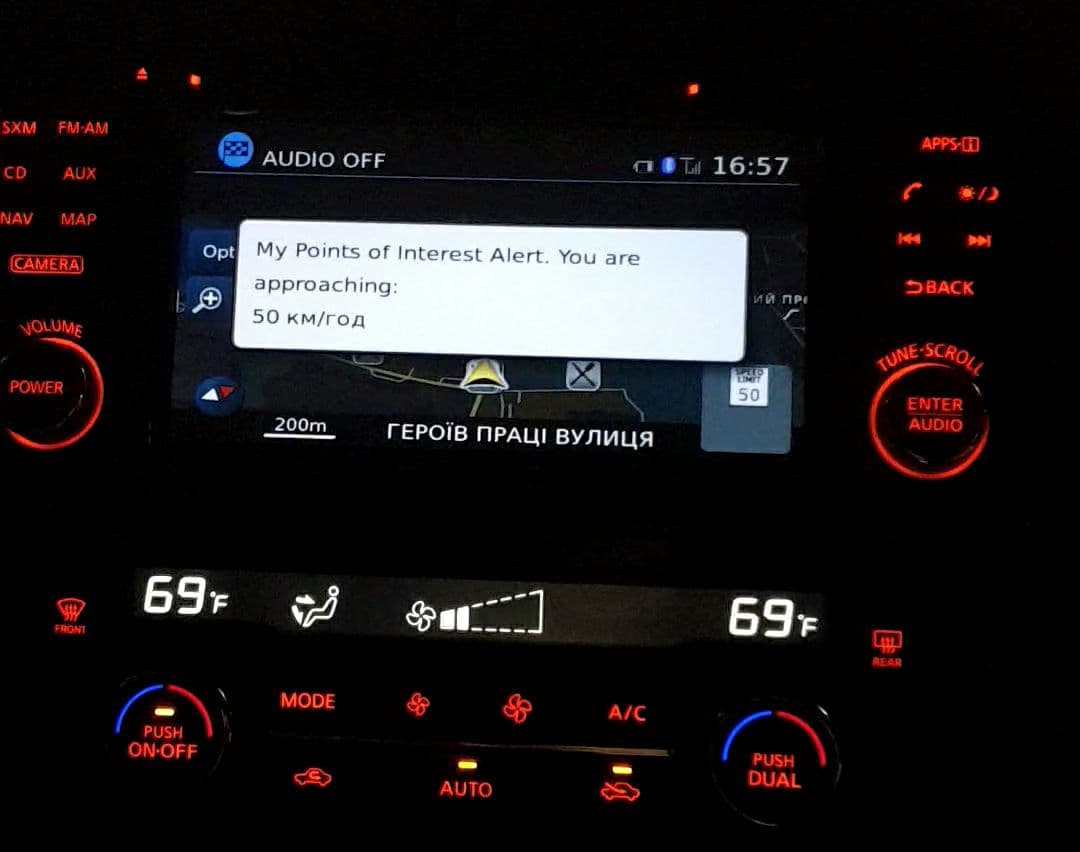 SXM FM·AM
CD AUX
NAV MAP
CAMERA
VOLUME
POWER
AUDIO OFF
16:57
Opt
My Points of Interest Alert. You are
approaching:
50 км/год
ИЙ ПР
SPEED
LIMIT
50
200m
ГЕРОЇВ ПРАЦІ ВУЛИЦЯ
APPS·i
BACK
TUNE·SCROLL
ENTER
AUDIO
FRONT
69°F
69°F
REAR
PUSH
ON·OFF
MODE
A/C
AUTO
PUSH
DUAL